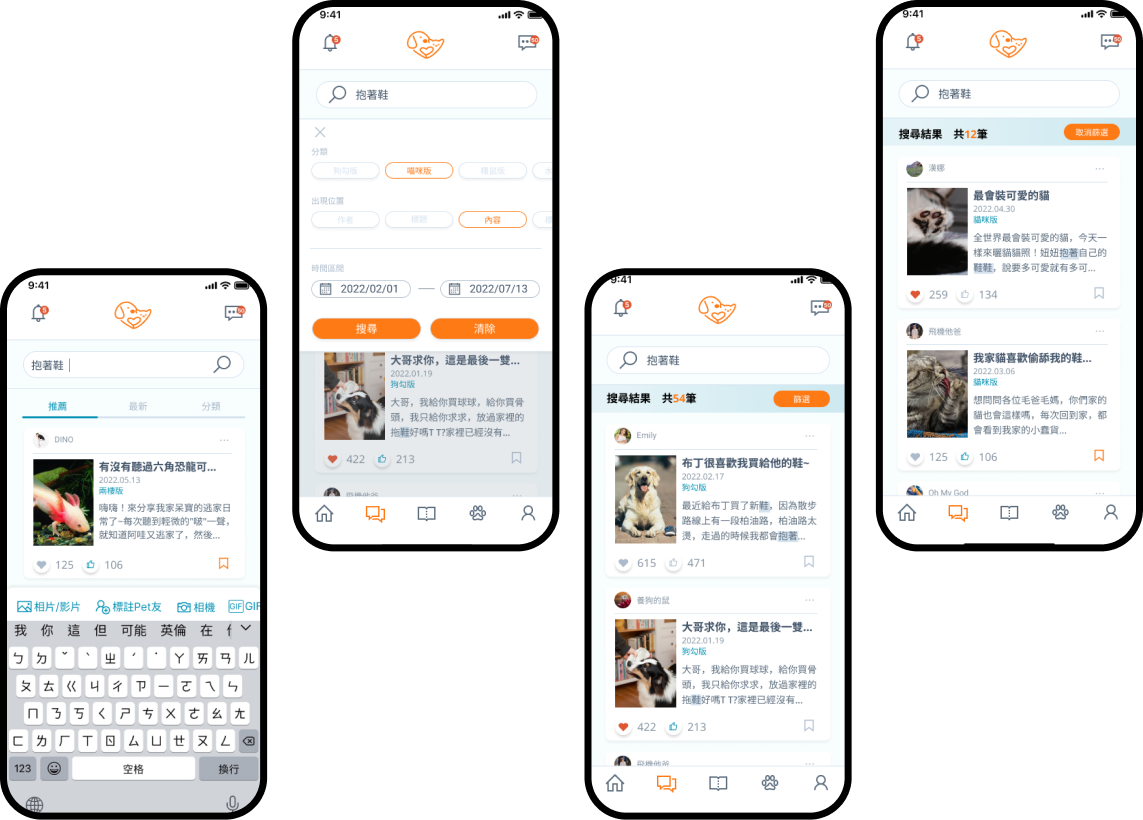 9:41
5
50
抱著鞋
推薦
最新
分類
DINO
有沒有聽過六角恐龍可...
2022.05.13
兩棲版
嗨嗨！來分享我家呆寶的逃家日
常了~每次聽到輕微的"啵"一聲，
就知道阿哇又逃家了，然後...
125
106
相片/影片
標註Pet友
相機
GIF GIF
我 你 這 但 可能 英倫 在
ㄅ ㄉ ˇ ˋ ㄓ ˊ ˙ ㄚ ㄞ ㄢ ㄦ
ㄆ ㄊ ㄍ ㄐ ㄔ ㄗ ㄧ ㄛ ㄟ ㄣ
ㄇ ㄋ ㄎ ㄑ ㄕ ㄘ ㄨ ㄜ ㄠ ㄤ
ㄈ ㄌ ㄏ ㄒ ㄖ ㄙ ㄩ ㄝ ㄡ ㄥ
123
空格
換行
9:41
5
50
抱著鞋
分類
狗勾版
喵咪版
出現位置
作者
標題
內容
時間區間
2022/02/01
2022/07/13
搜尋
清除
大哥求你，這是最後一雙...
2022.01.19
狗勾版
大哥，我給你買球球，給你買骨
頭，我只給你求求，放過家裡的
拖鞋好嗎T T?家裡已經沒有...
422
213
飛機他爸
9:41
5
50
抱著鞋
搜尋結果 共54筆
篩選
Emily
布丁很喜歡我買給他的鞋~
2022.02.17
狗勾版
最近給布丁買了新鞋，因為散步
路線上有一段柏油路，柏油路太
燙，走過的時候我都會抱著...
615
471
養狗的鼠
大哥求你，這是最後一雙...
2022.01.19
狗勾版
大哥，我給你買球球，給你買骨
頭，我只給你求求，放過家裡的
拖鞋好嗎T T?家裡已經沒有...
422
213
飛機他爸
9:41
5
50
抱著鞋
搜尋結果 共12筆
取消篩選
漢娜
最會裝可愛的貓
2022.04.30
貓咪版
全世界最會裝可愛的貓，今天一
樣來曬貓貓照！妞妞抱著自己的
鞋鞋，說要多可愛就有多可...
259
134
飛機他爸
我家貓喜歡偷舔我的鞋...
2022.03.06
貓咪版
想問問各位毛爸毛媽，你們家的
貓也會這樣嗎，每次回到家，都
會看到我家的小蠢貨...
125
106
Oh My God